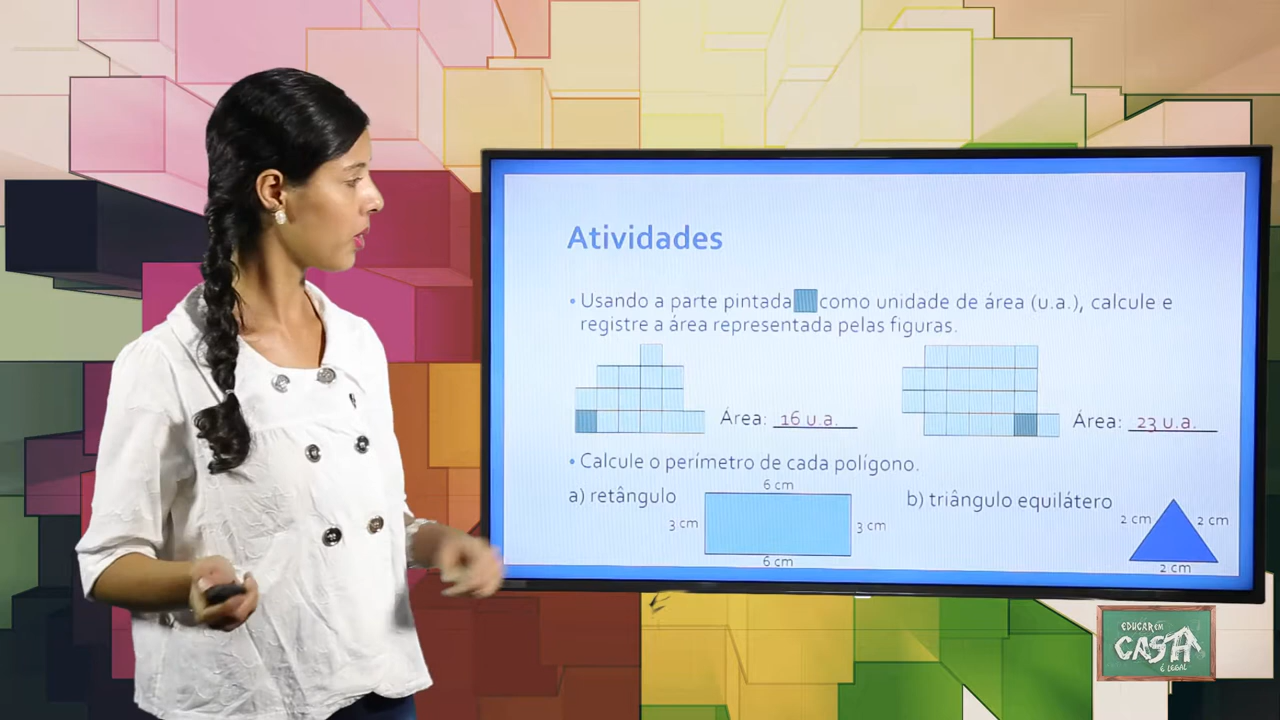 Atividades
• Usando a parte pintada como unidade de área (u.a.), calcule e
registre a área representada pelas figuras.
Área: 16 u.a.
Área: 23 u.a.
• Calcule o perímetro de cada polígono.
a) retângulo
6 cm
3 cm
3 cm
6 cm
b) triângulo equilátero
2 cm
2 cm
2 cm
EDUCAR EM
CASA
É LEGAL